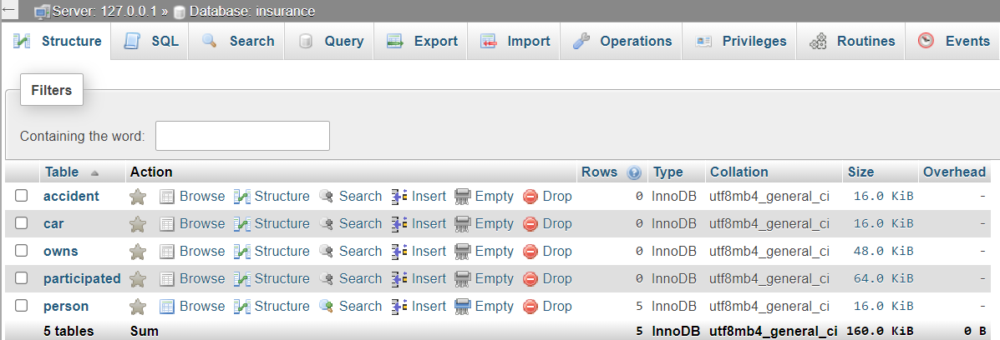 Server: 127.0.0.1 » Database: insurance
Structure SQL Search Query Export Import Operations Privileges Routines Events
Filters
Containing the word:
Table Action Rows Type Collation Size Overhead
accident Browse Structure Search Insert Empty Drop 0 InnoDB utf8mb4_general_ci 16.0 KiB -
car Browse Structure Search Insert Empty Drop 0 InnoDB utf8mb4_general_ci 16.0 KiB -
owns Browse Structure Search Insert Empty Drop 0 InnoDB utf8mb4_general_ci 48.0 KiB -
participated Browse Structure Search Insert Empty Drop 0 InnoDB utf8mb4_general_ci 64.0 KiB -
person Browse Structure Search Insert Empty Drop 5 InnoDB utf8mb4_general_ci 16.0 KiB -
5 tables Sum 5 InnoDB utf8mb4_general_ci 160.0 KiB 0 B